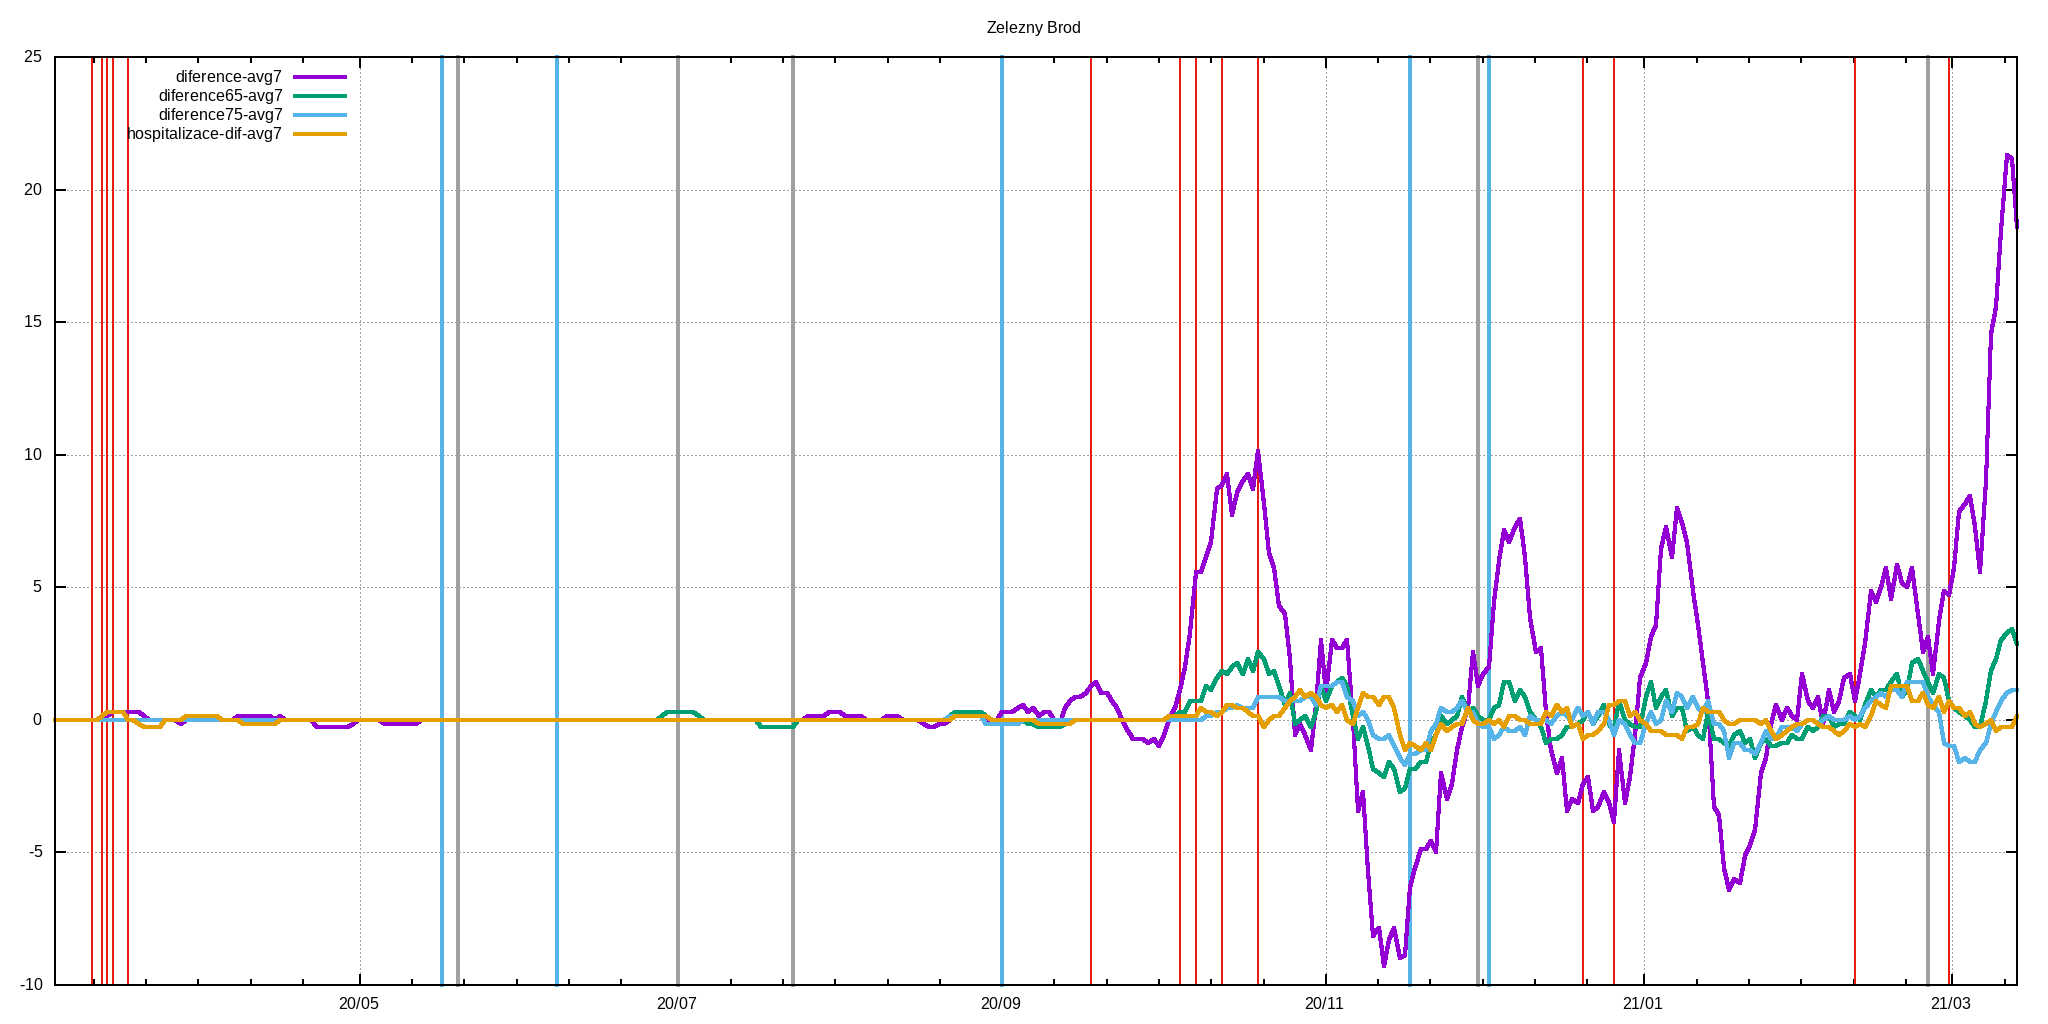 Zelezny Brod
diference-avg7
diference65-avg7
diference75-avg7
hospitalizace-dif-avg7
25
20
15
10
5
0
-5
-10
20/05 20/07 20/09 20/11 21/01 21/03